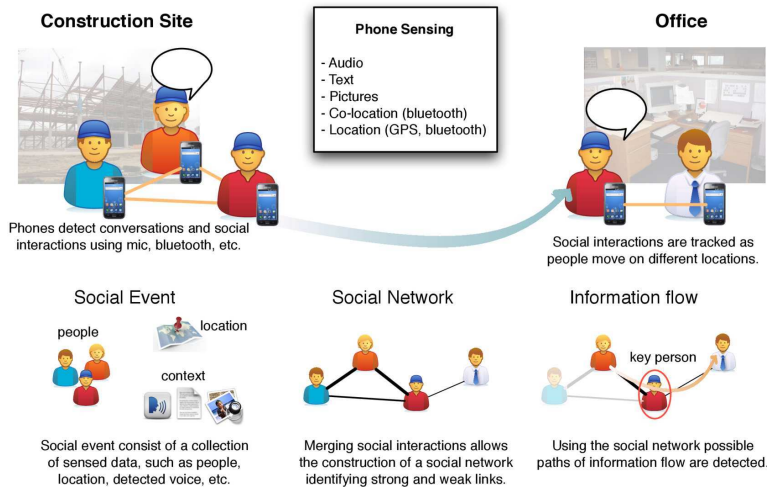 Construction Site
Phone Sensing
- Audio
- Text
- Pictures
- Co-location (bluetooth)
- Location (GPS, bluetooth)
Office
Phones detect conversations and social
interactions using mic, bluetooth, etc.
Social interactions are tracked as
people move on different locations.
Social Event
people
location
context
Social event consist of a collection
of sensed data, such as people,
location, detected voice, etc.
Social Network
Merging social interactions allows
the construction of a social network
identifying strong and weak links.
Information flow
key person
Using the social network possible
paths of information flow are detected.